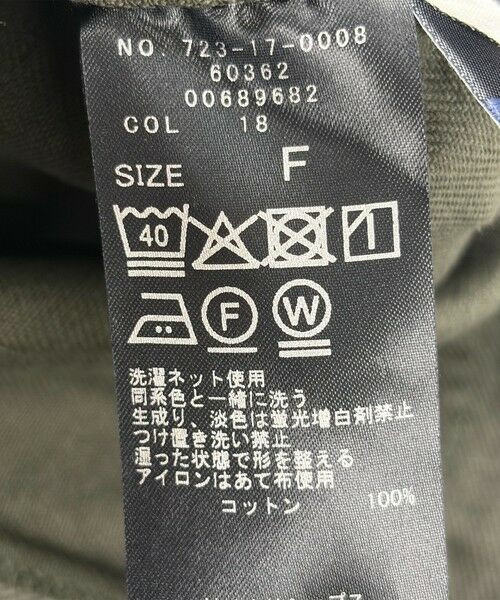 NO. 723-17-0008
60362
00689682
COL 18
SIZE F
40
F W
洗濯ネット使用
同系色と一緒に洗う
生成り、淡色は蛍光増白剤禁止
つけ置き洗い禁止
湿った状態で形を整える
アイロンはあて布使用
コットン 100%